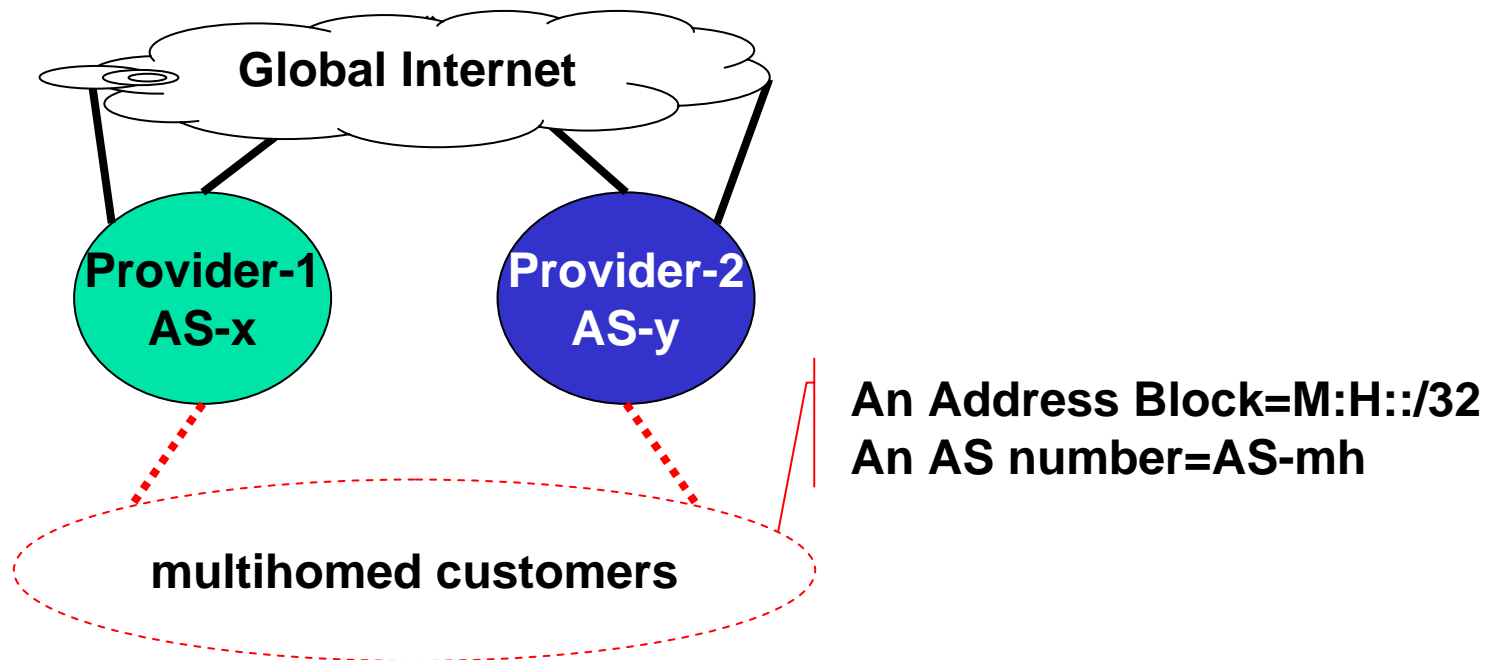 Global Internet
Provider-1
AS-x
Provider-2
AS-y
An Address Block=M:H::/32
An AS number=AS-mh
multihomed customers